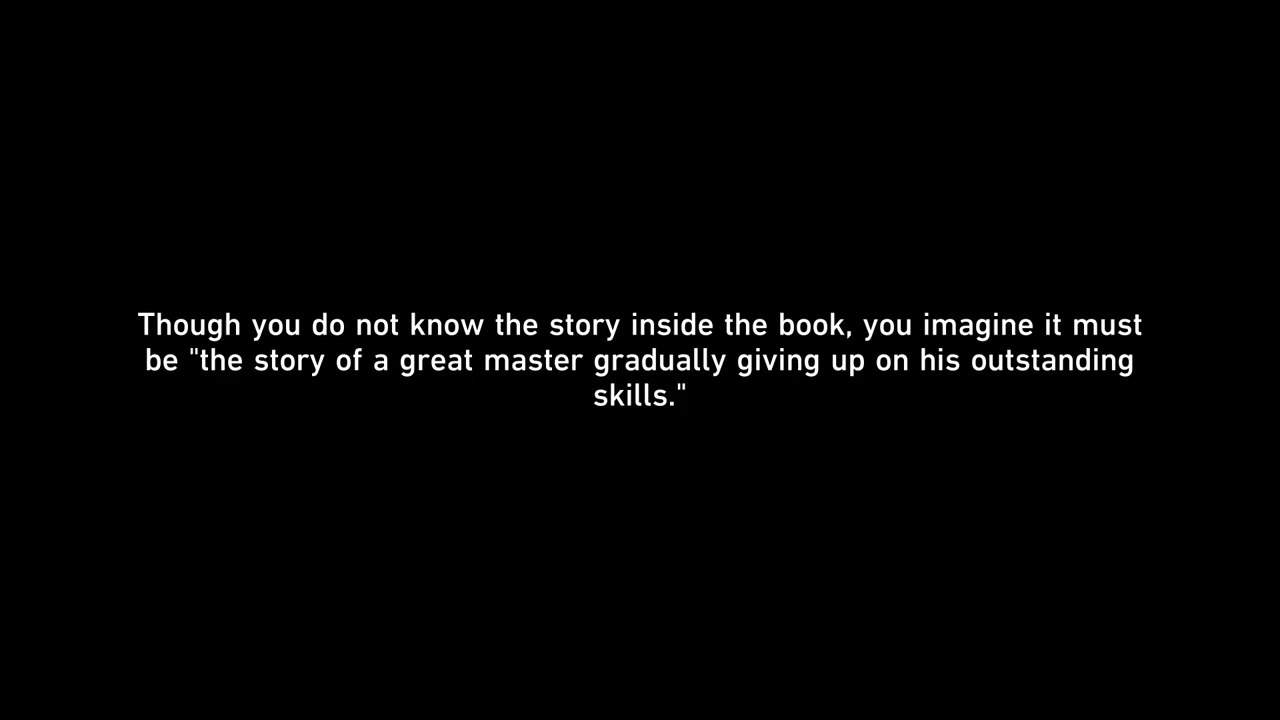 Though you do not know the story inside the book, you imagine it must
be "the story of a great master gradually giving up on his outstanding
skills."